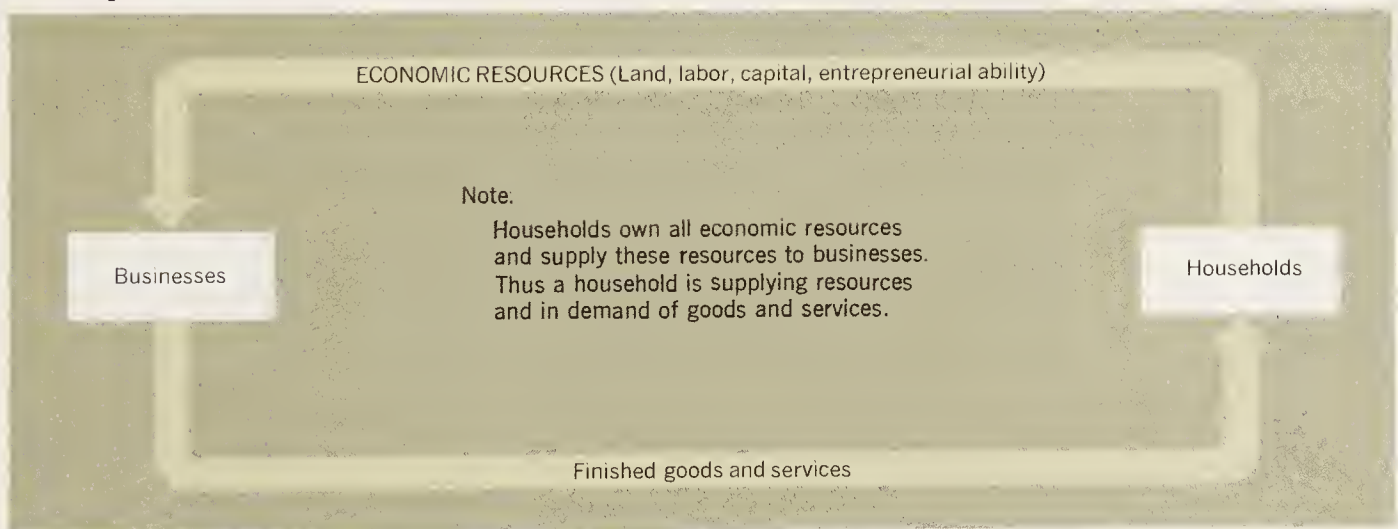 ECONOMIC RESOURCES (Land, labor, capital, entrepreneurial ability)
Note:
Households own all economic resources
and supply these resources to businesses.
Thus a household is supplying resources
and in demand of goods and services.
Businesses
Households
Finished goods and services